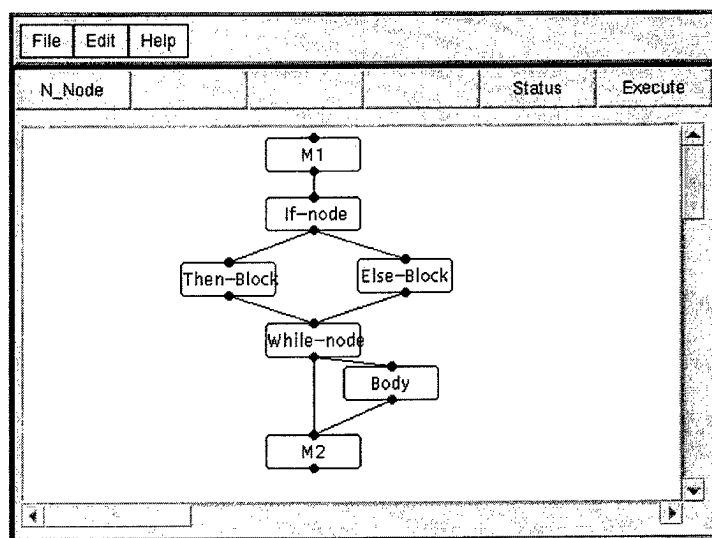 File Edit Help
N_Node Status Execute
M1
If-node
Then-Block Else-Block
While-node
Body
M2